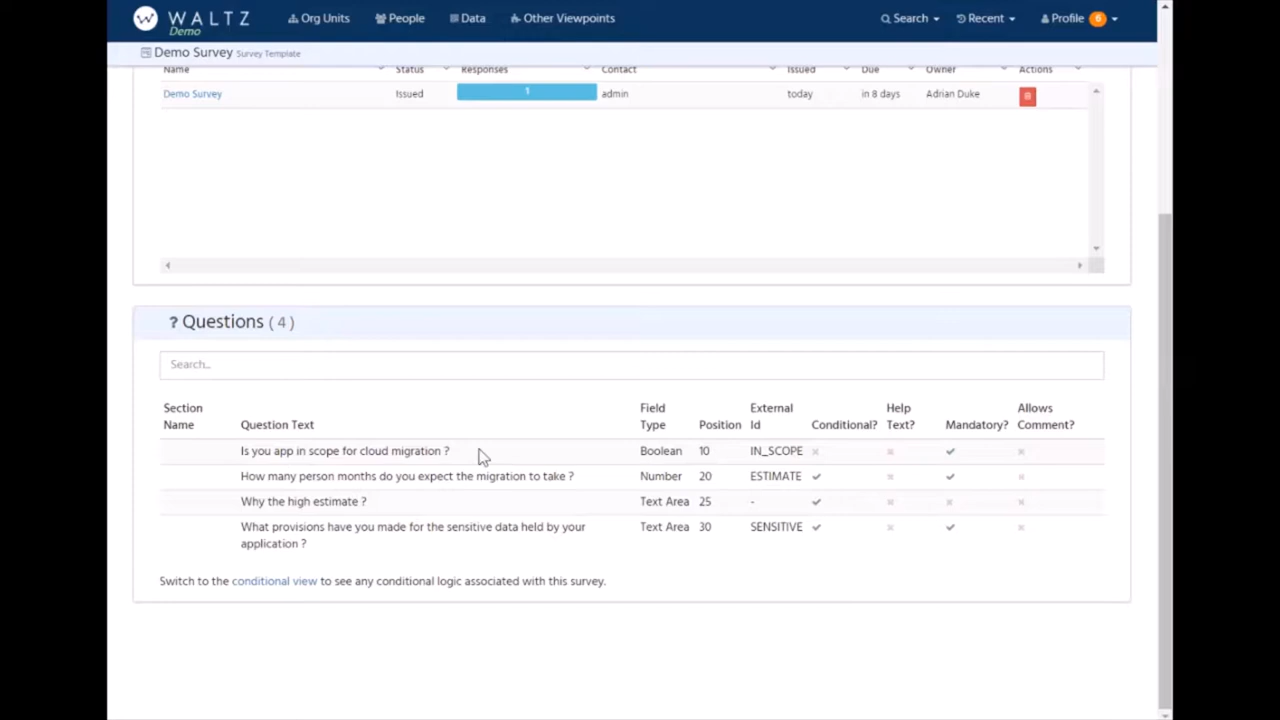 WALTZ
Demo
Org Units
People
Data
Other Viewpoints
Search
Recent
Profile
6
Demo Survey Survey Template
Name Status Responses Contact Issued Due Owner Actions
Demo Survey Issued 1 admin today in 8 days Adrian Duke
? Questions ( 4 )
Search...
Section Name Question Text Field Type Position External Id Conditional? Help Text? Mandatory? Allows Comment?
Is you app in scope for cloud migration ? Boolean 10 IN_SCOPE
How many person months do you expect the migration to take ? Number 20 ESTIMATE
Why the high estimate ? Text Area 25 -
What provisions have you made for the sensitive data held by your Text Area 30 SENSITIVE
application ?
Switch to the conditional view to see any conditional logic associated with this survey.